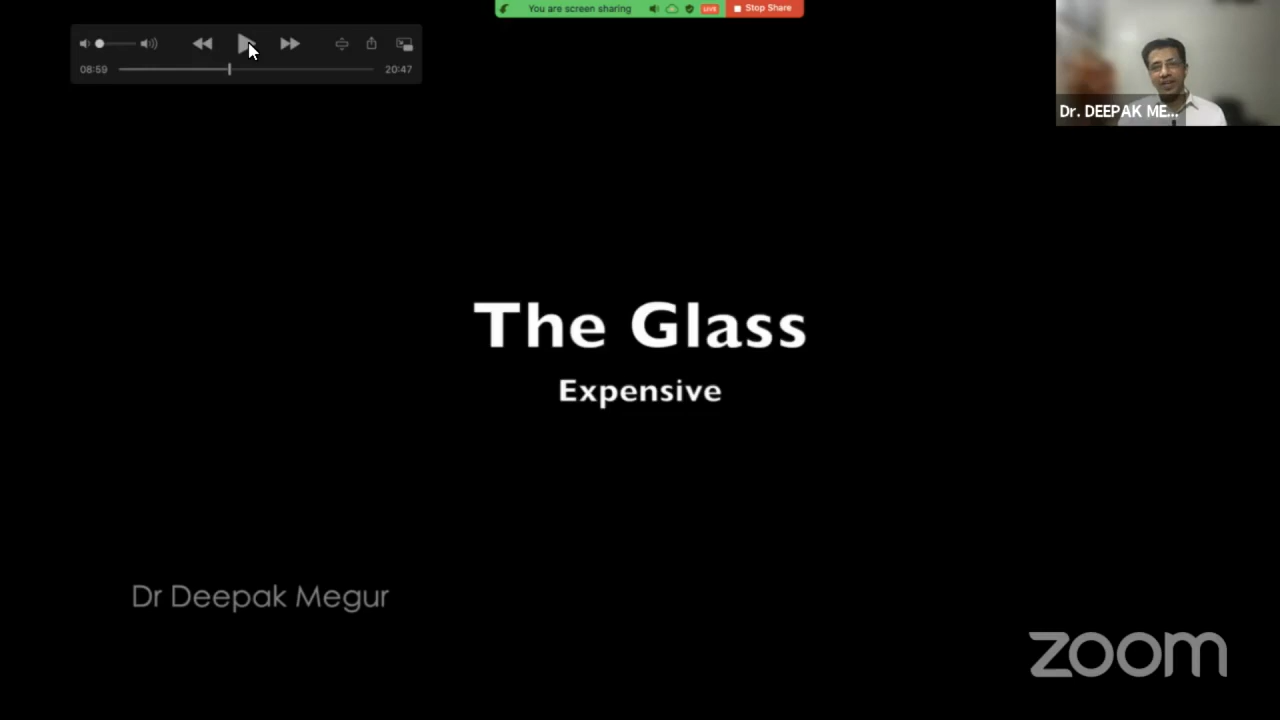 You are screen sharing
LIVE
Stop Share
08:59
20:47
Dr. DEEPAK ME...
The Glass
Expensive
Dr Deepak Megur
zoom